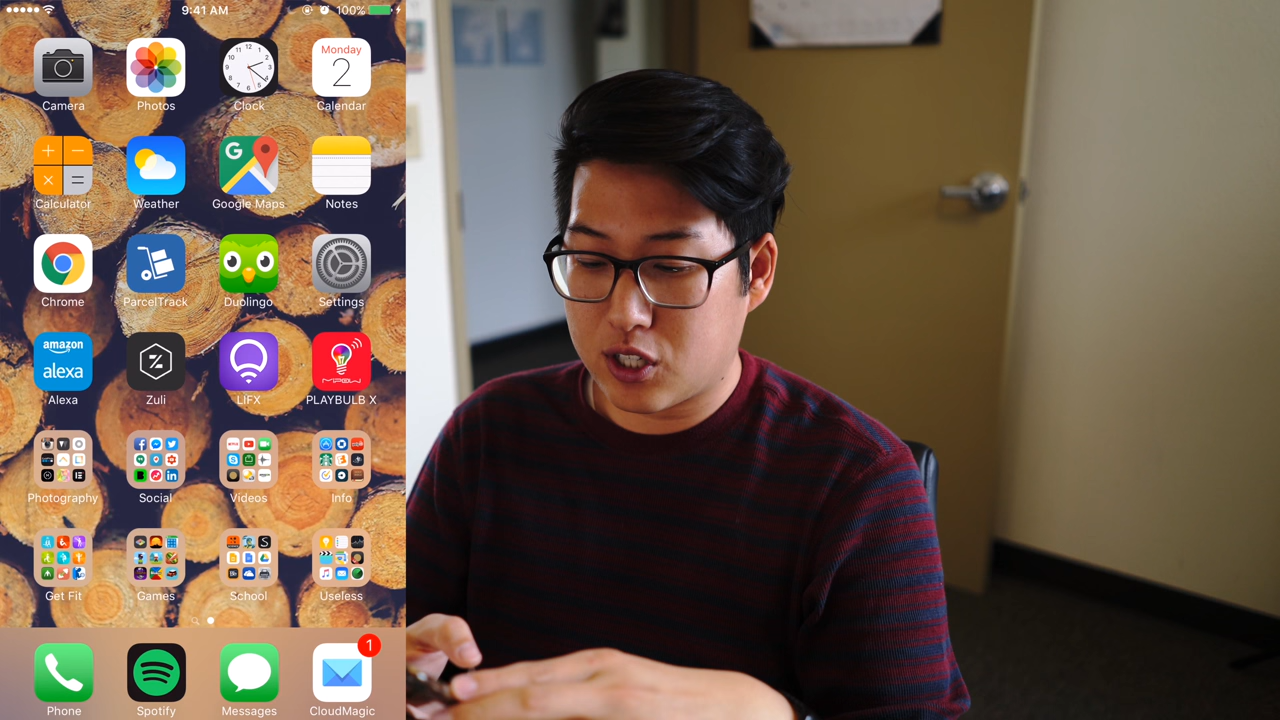 9:41 AM 100%
Monday
2
Camera Photos Clock Calendar
G
Calculator Weather Google Maps Notes
Chrome ParcelTrack Duolingo Settings
amazon
alexa
MIPOW
Alexa Zuli LIFX PLAYBULB X
Photography Social Videos Info
Get Fit Games School Useless
1
Phone Spotify Messages CloudMagic